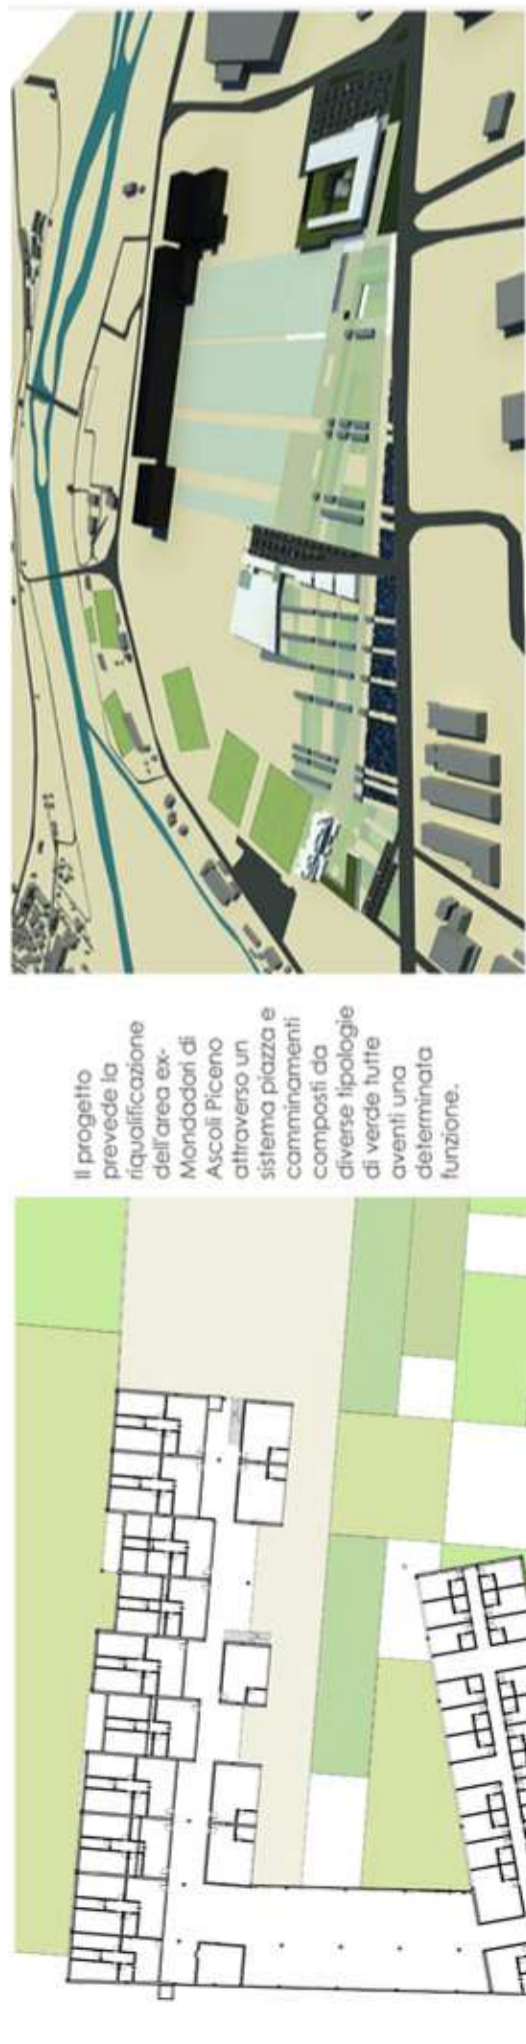 Il progetto
prevede la
riqualificazione
dell'area ex-
Mondadori di
Ascoli Piceno
attraverso un
sistema piazza e
camminamenti
composti da
diverse tipologie
di verde tutte
aventi una
determinata
funzione.